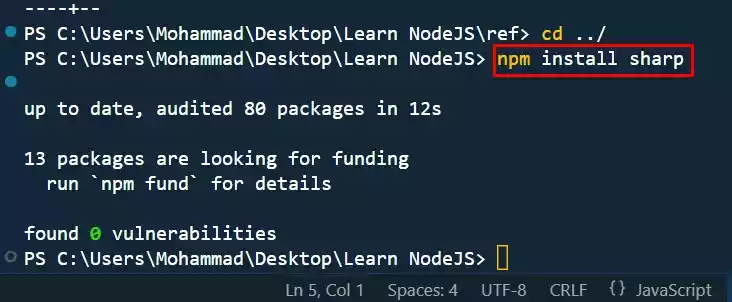 ----+--
PS C:\Users\Mohammad\Desktop\Learn NodeJS\ref> cd ../
PS C:\Users\Mohammad\Desktop\Learn NodeJS> npm install sharp
up to date, audited 80 packages in 12s
13 packages are looking for funding
run `npm fund` for details
found 0 vulnerabilities
PS C:\Users\Mohammad\Desktop\Learn NodeJS>
Ln 5, Col 1 Spaces: 4 UTF-8 CRLF {} JavaScript